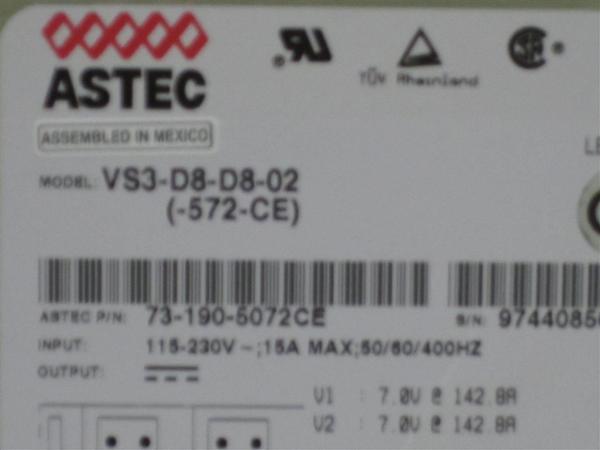 ASTEC
TÜV Rheinland
ASSEMBLED IN MEXICO
MODEL: VS3-D8-D8-02
(-572-CE)
ASTEC P/N: 73-190-5072CE
S/N: 9744085
INPUT: 115-230V ~;15A MAX;50/60/400HZ
OUTPUT:
V1 : 7.0V @ 142.8A
V2 : 7.0V @ 142.8A